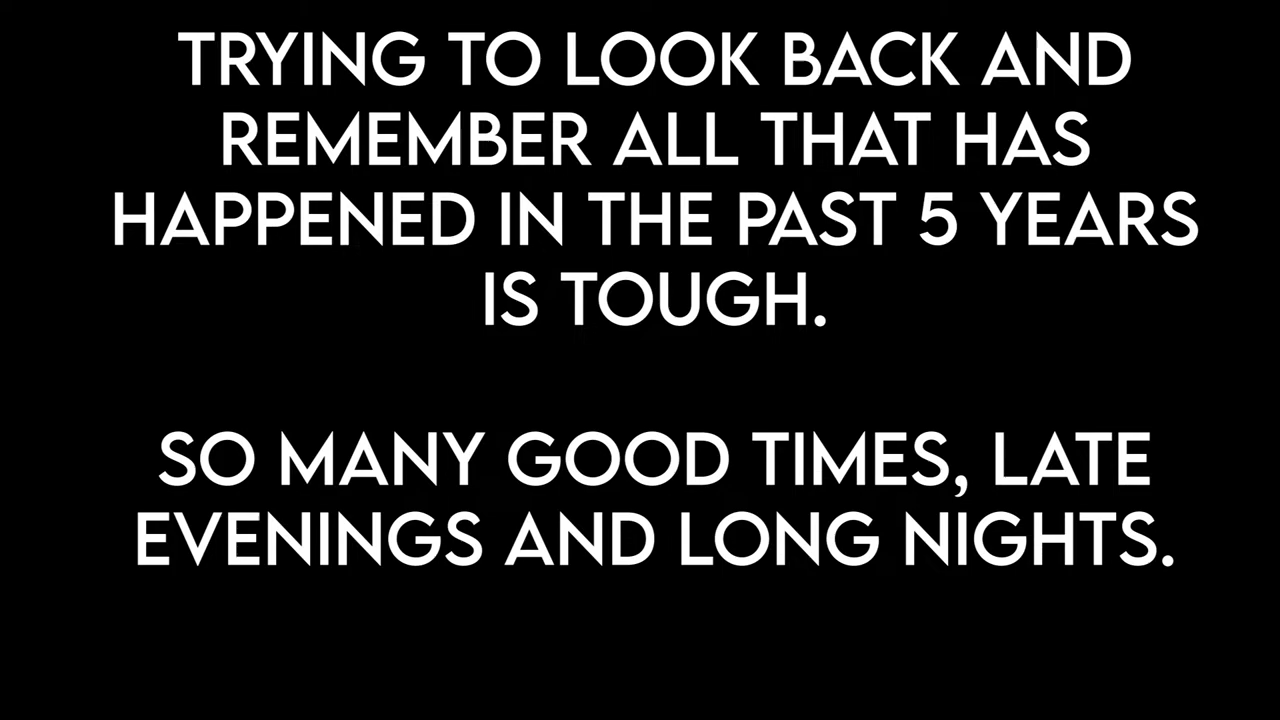 TRYING TO LOOK BACK AND
REMEMBER ALL THAT HAS
HAPPENED IN THE PAST 5 YEARS
IS TOUGH.
SO MANY GOOD TIMES, LATE
EVENINGS AND LONG NIGHTS.